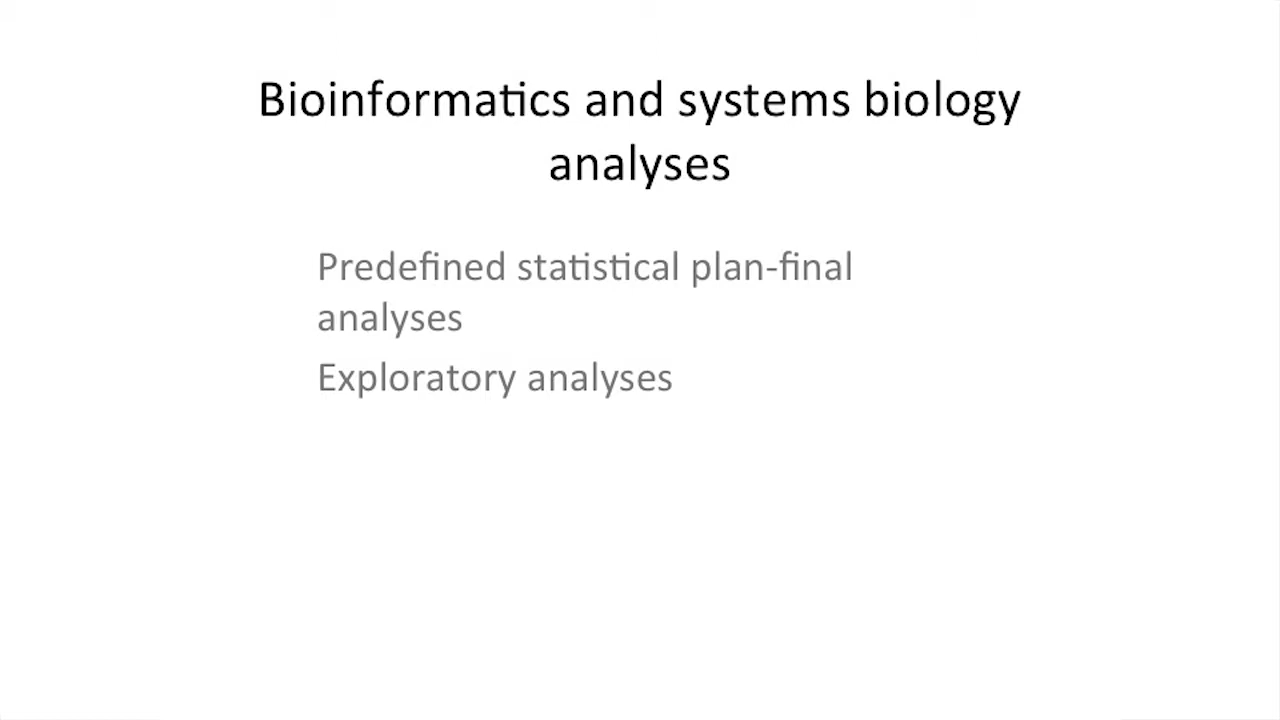 Bioinformatics and systems biology
analyses
Predefined statistical plan-final
analyses
Exploratory analyses